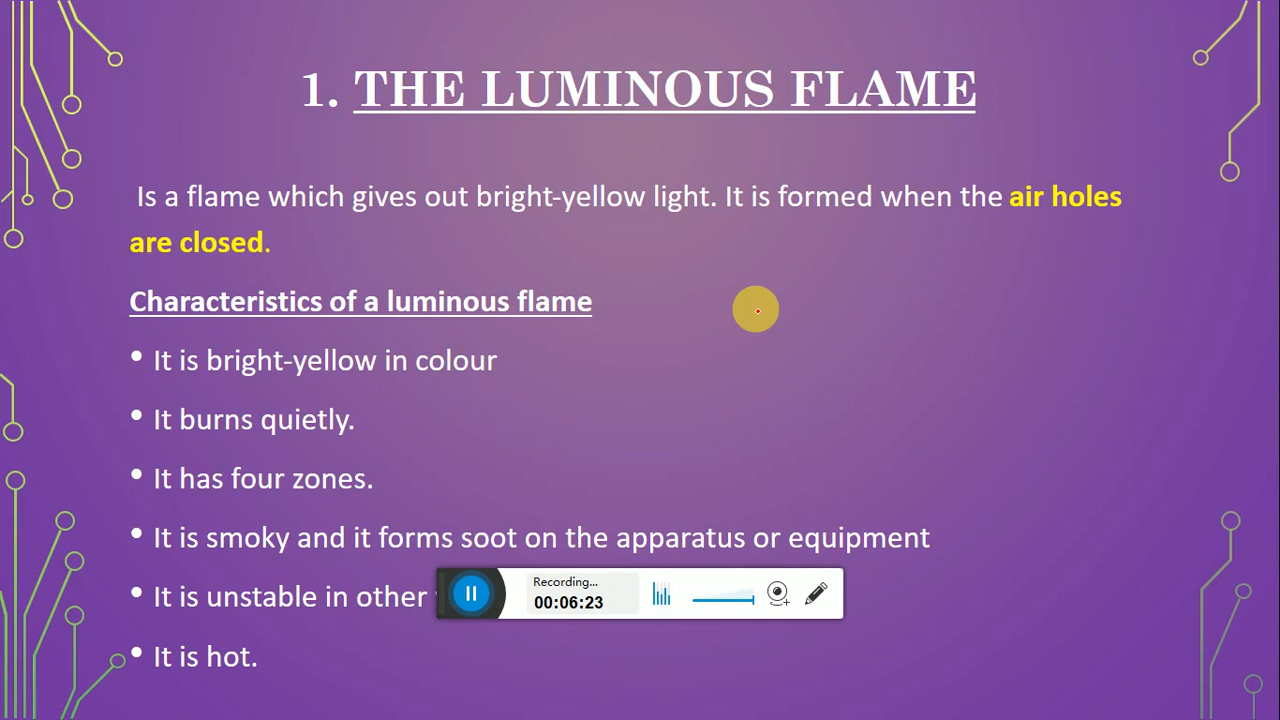 1. THE LUMINOUS FLAME
Is a flame which gives out bright-yellow light. It is formed when the air holes
are closed.
Characteristics of a luminous flame
• It is bright-yellow in colour
• It burns quietly.
• It has four zones.
• It is smoky and it forms soot on the apparatus or equipment
Recording...
• It is unstable in other
00:06:23
• It is hot.